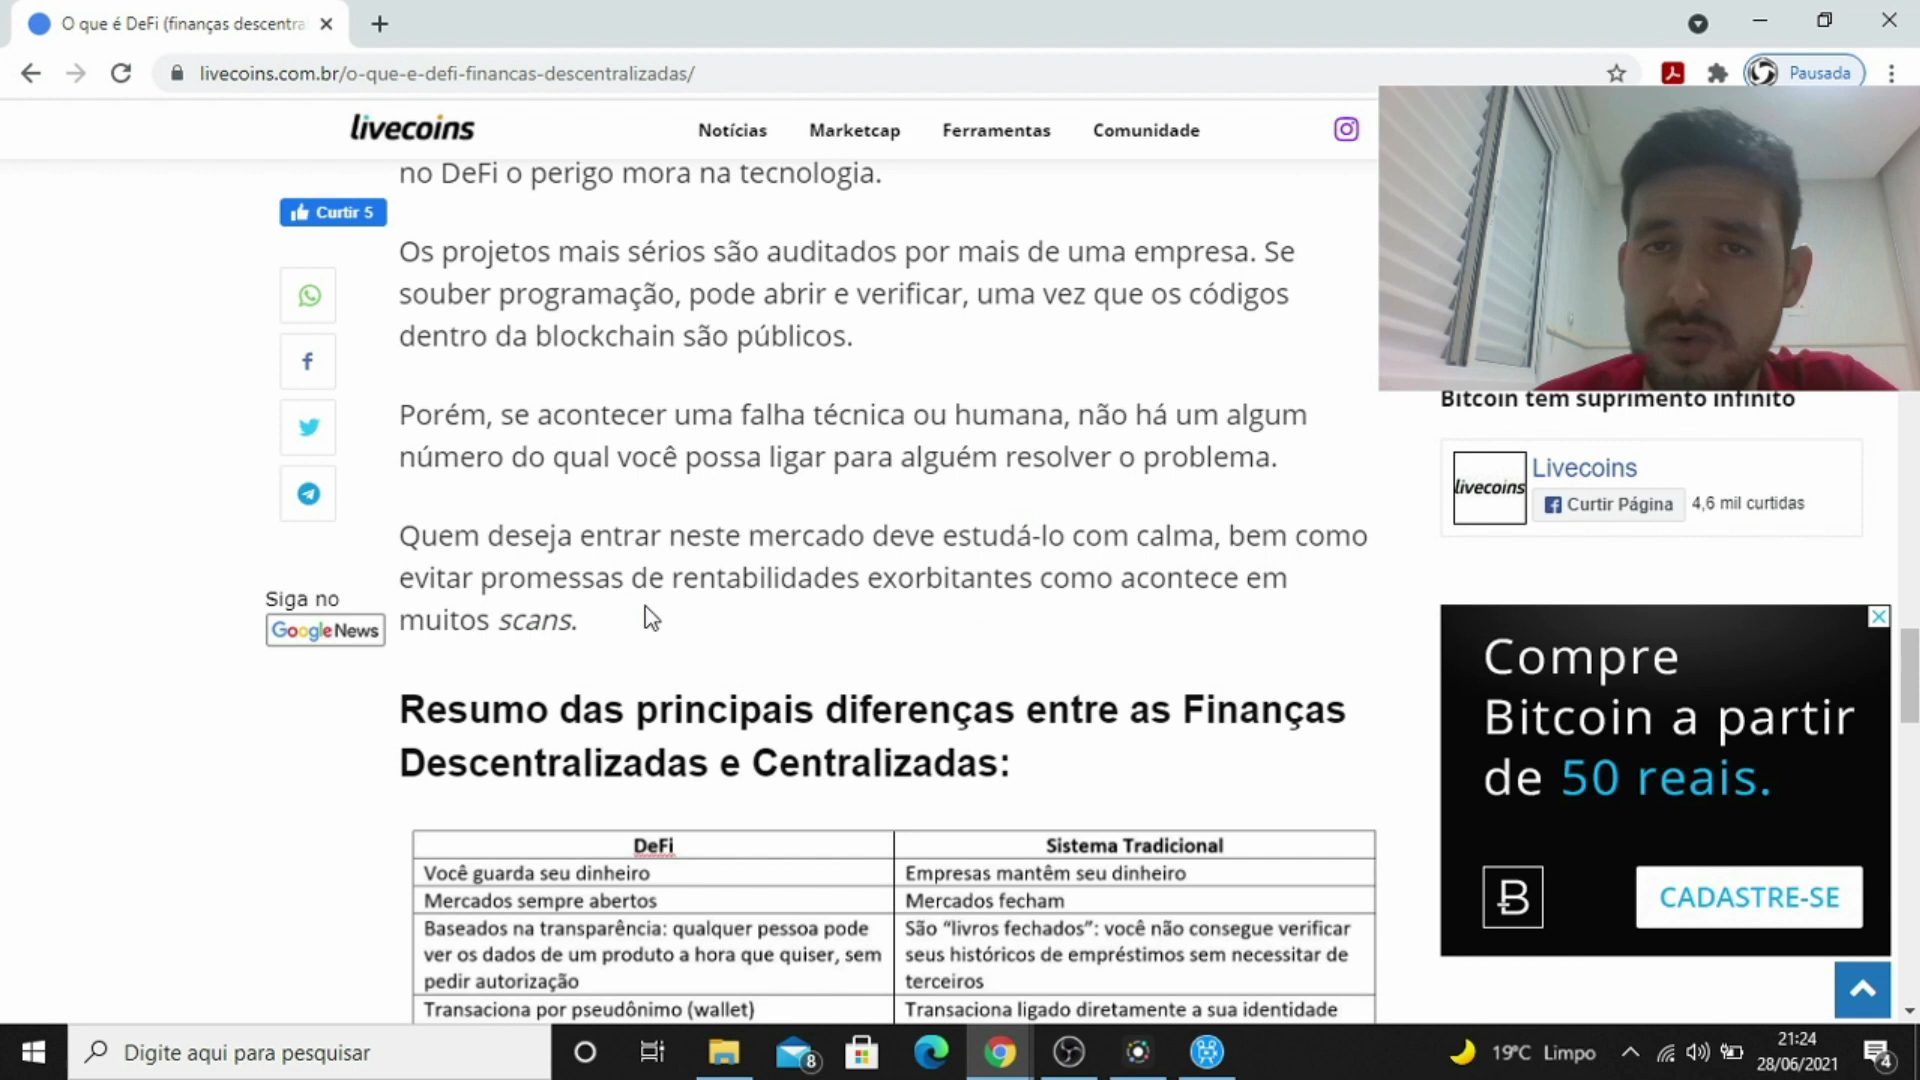 O que é DeFi (finanças descentra
livecoins.com.br/o-que-e-defi-financas-descentralizadas/
Pausada
livecoins
Notícias
Marketcap
Ferramentas
Comunidade
no DeFi o perigo mora na tecnologia.
Curtir 5
Os projetos mais sérios são auditados por mais de uma empresa. Se
souber programação, pode abrir e verificar, uma vez que os códigos
dentro da blockchain são públicos.
Porém, se acontecer uma falha técnica ou humana, não há um algum
número do qual você possa ligar para alguém resolver o problema.
Quem deseja entrar neste mercado deve estudá-lo com calma, bem como
evitar promessas de rentabilidades exorbitantes como acontece em
muitos scans.
Siga no
Google News
Resumo das principais diferenças entre as Finanças
Descentralizadas e Centralizadas:
DeFi
Sistema Tradicional
Você guarda seu dinheiro
Empresas mantêm seu dinheiro
Mercados sempre abertos
Mercados fecham
Baseados na transparência: qualquer pessoa pode
ver os dados de um produto a hora que quiser, sem
pedir autorização
São “livros fechados”: você não consegue verificar
seus históricos de empréstimos sem necessitar de
terceiros
Transaciona por pseudônimo (wallet)
Transaciona ligado diretamente a sua identidade
Bitcoin tem suprimento infinito
livecoins
Livecoins
Curtir Página
4,6 mil curtidas
Compre
Bitcoin a partir
de 50 reais.
CADASTRE-SE
Digite aqui para pesquisar
8
19°C Limpo
21:24
28/06/2021
4